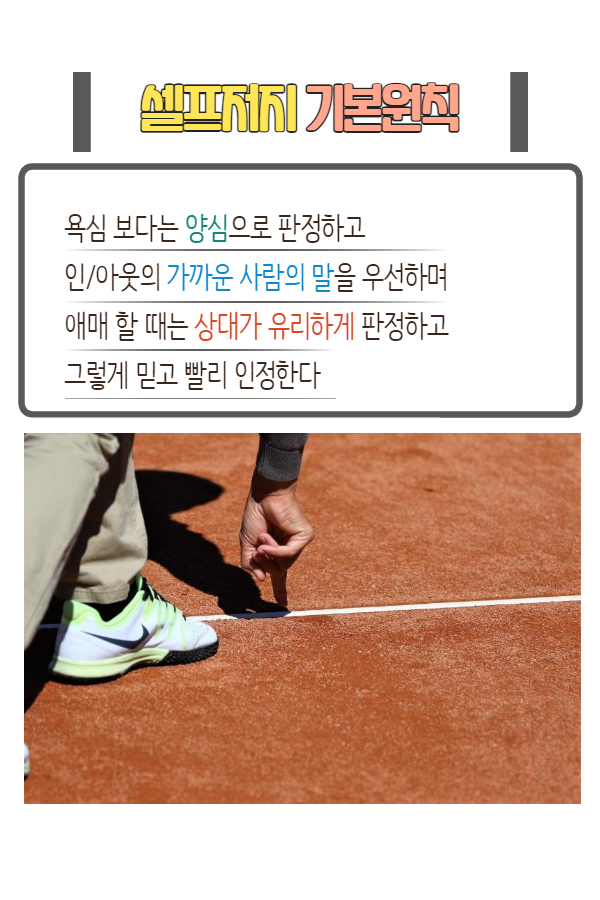 셀프저지 기본원칙
욕심 보다는 양심으로 판정하고
인/아웃의 가까운 사람의 말을 우선하며
애매 할 때는 상대가 유리하게 판정하고
그렇게 믿고 빨리 인정한다